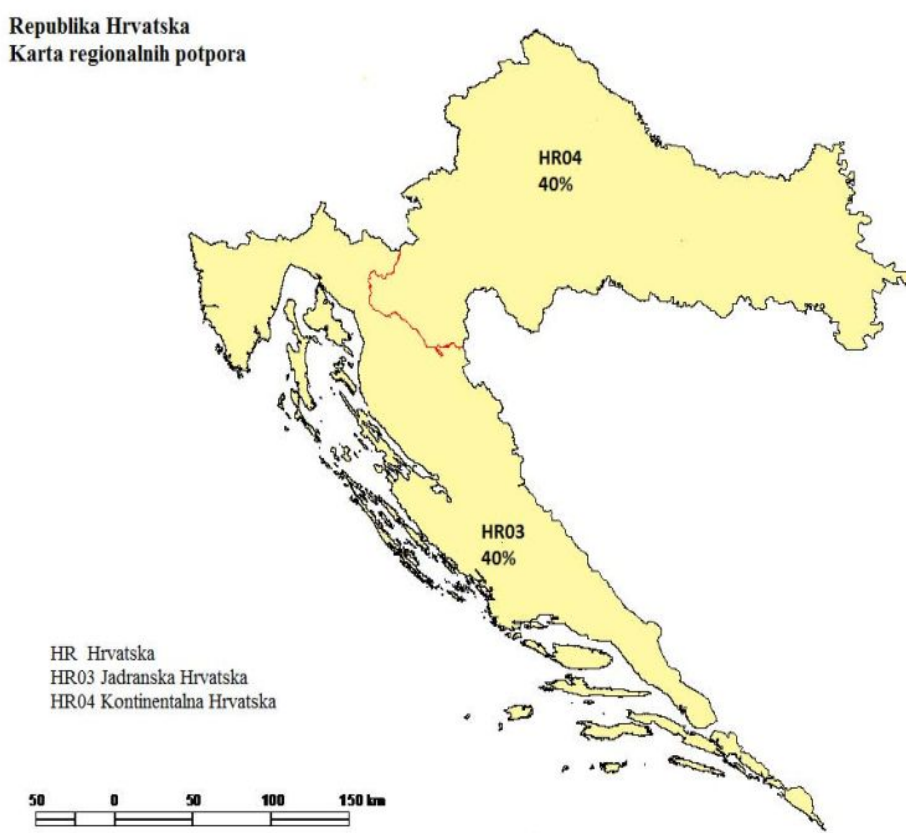 Republika Hrvatska
Karta regionalnih potpora
HR04
40%
HR03
40%
HR Hrvatska
HR03 Jadranska Hrvatska
HR04 Kontinentalna Hrvatska
50 0 50 100 150 km